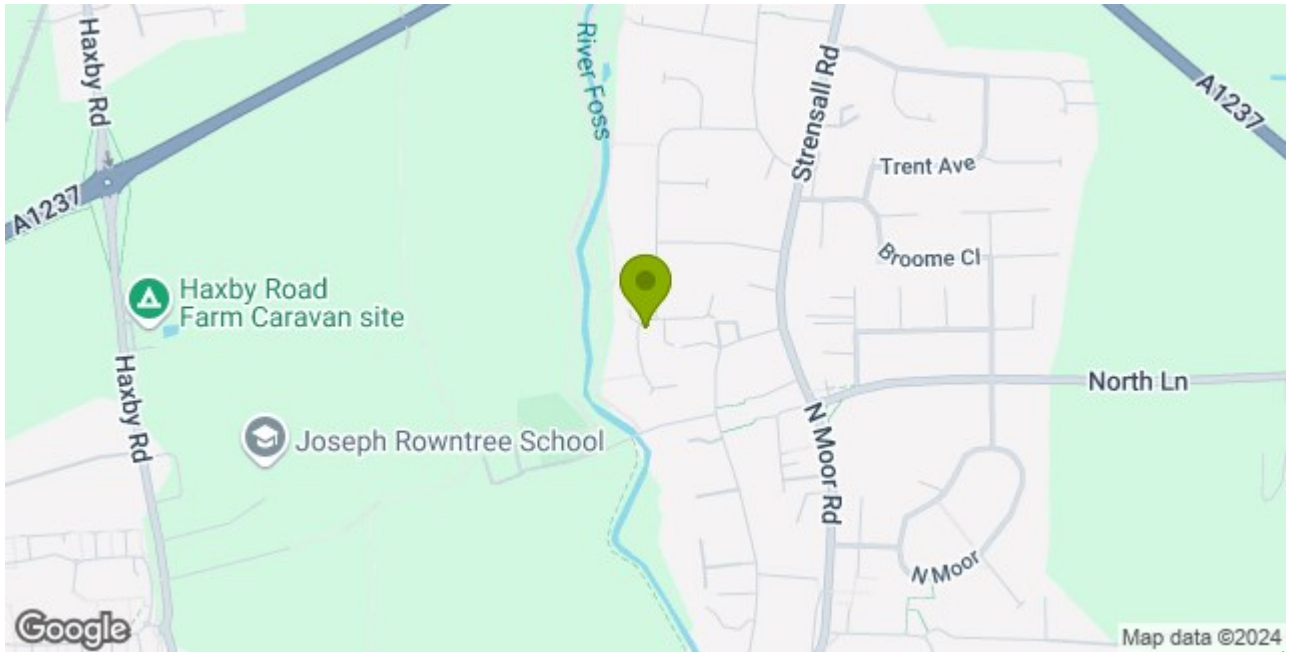 Haxby Rd
River Foss
Strensall Rd
A1237
Trent Ave
A1237
Broome Cl
Haxby Road
Farm Caravan site
Haxby Rd
North Ln
Joseph Rowntree School
N Moor Rd
N Moor
Google
Map data ©2024